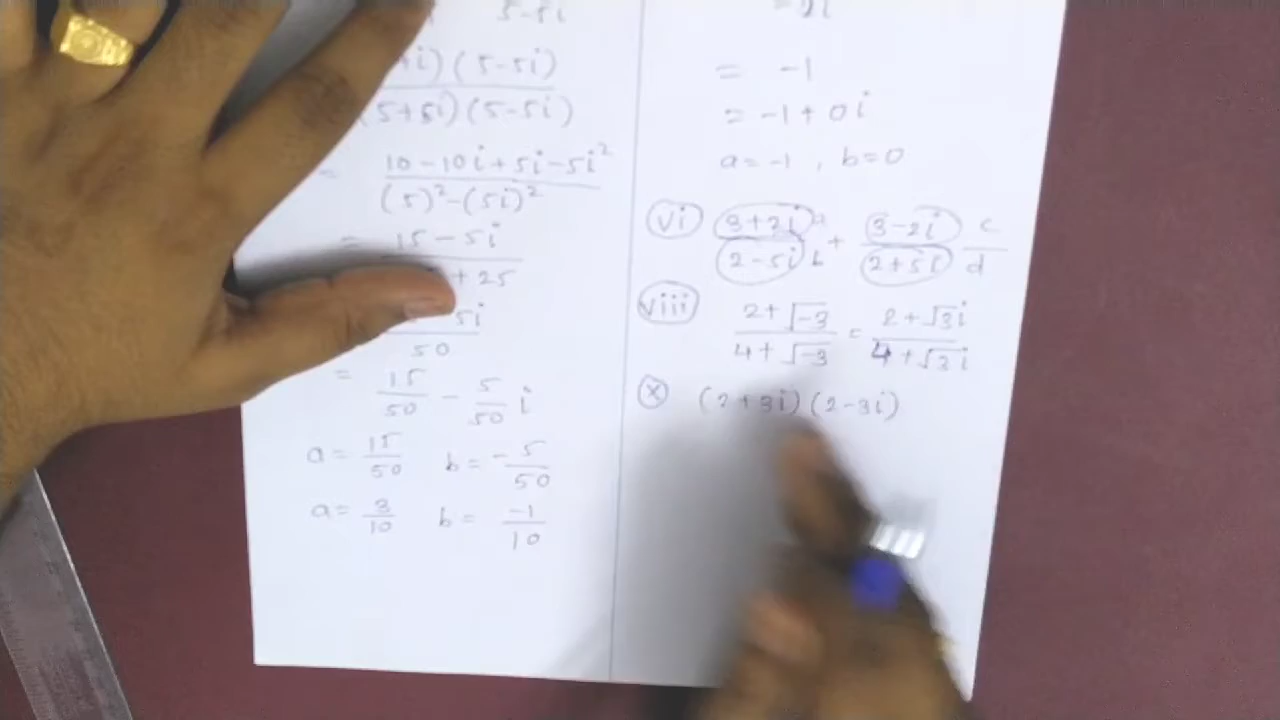 5-5i
+i)(5-5i)
(5+5i)(5-5i)
= 10-10i+5i-5i²
(5)²-(5i)²
= 15-5i
+25
5i
50
= 15/50 - 5/50 i
a= 15/50 b= -5/50
a= 3/10 b= -1/10
= -1
= -1+0i
a=-1, b=0
(vi) 3+2i a / 2-5i b + 3-2i / 2+5i c/d
(viii) 2+√-3 / 4+√-3 = 2+√3i / 4+√3i
(x) (2+3i)(2-3i)